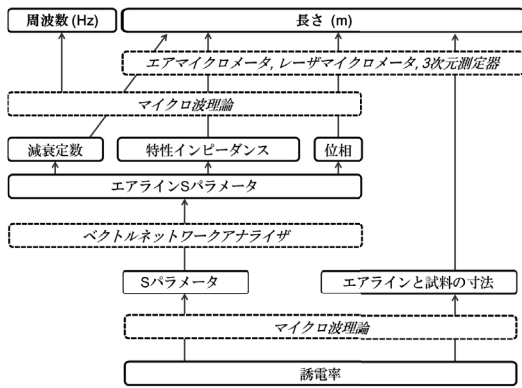 周波数 (Hz)
長さ (m)
エアマイクロメータ, レーザマイクロメータ, 3次元測定器
マイクロ波理論
減衰定数
特性インピーダンス
位相
エアラインSパラメータ
ベクトルネットワークアナライザ
Sパラメータ
エアラインと試料の寸法
マイクロ波理論
誘電率